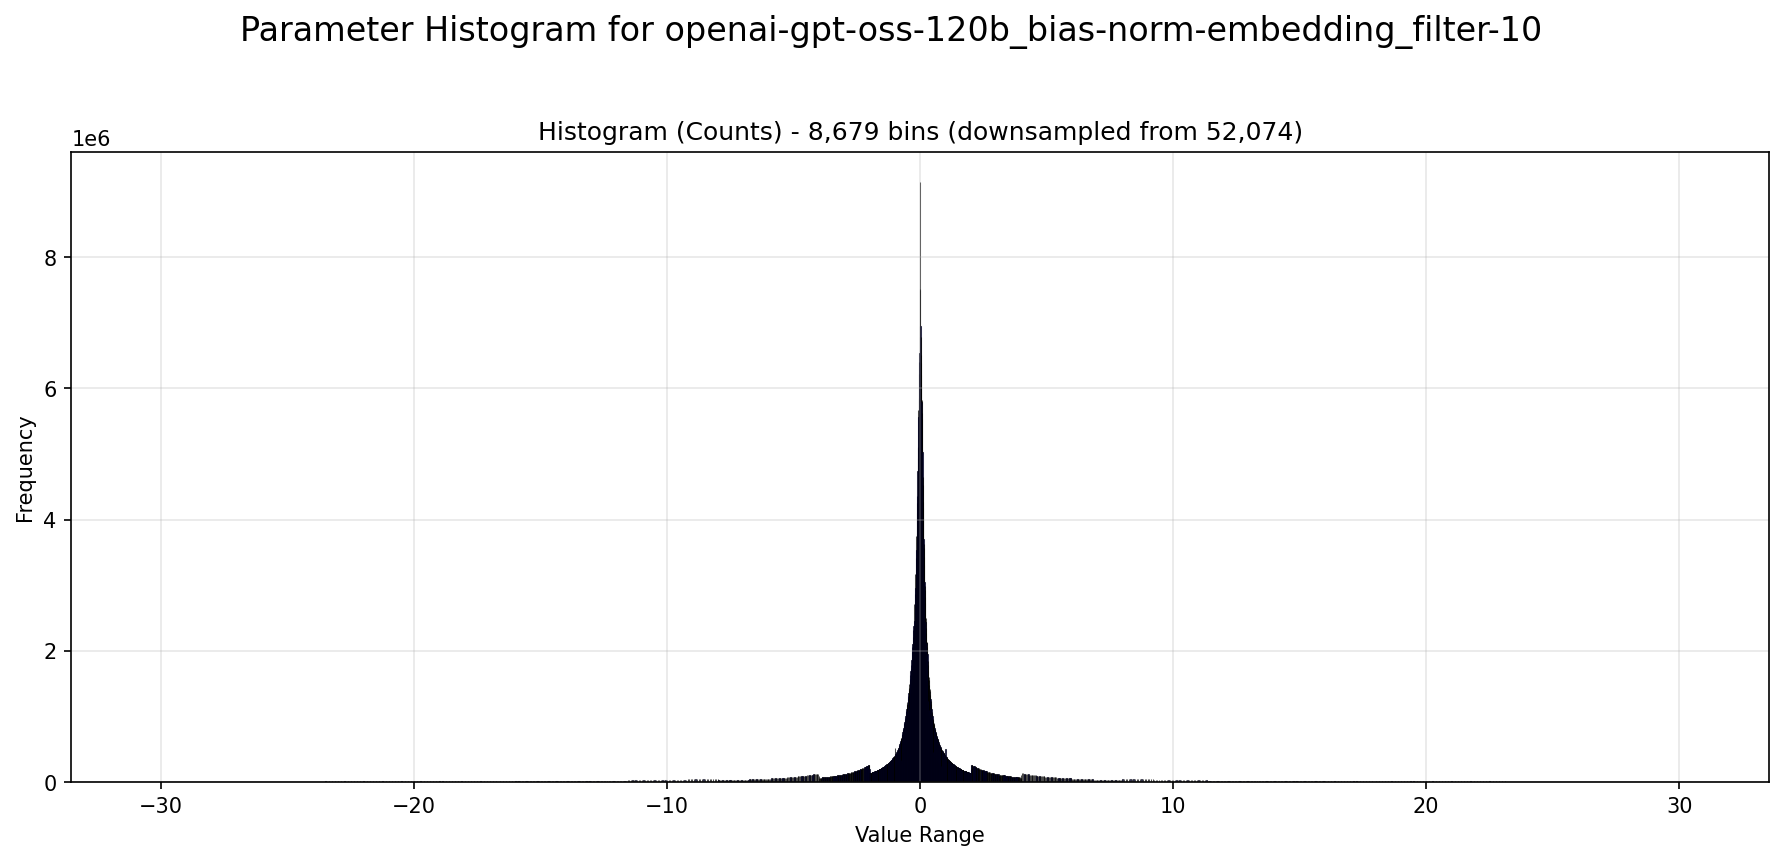 Parameter Histogram for openai-gpt-oss-120b_bias-norm-embedding_filter-10
Histogram (Counts) - 8,679 bins (downsampled from 52,074)
1e6
8
6
4
2
0
Frequency
−30
−20
−10
0
10
20
30
Value Range